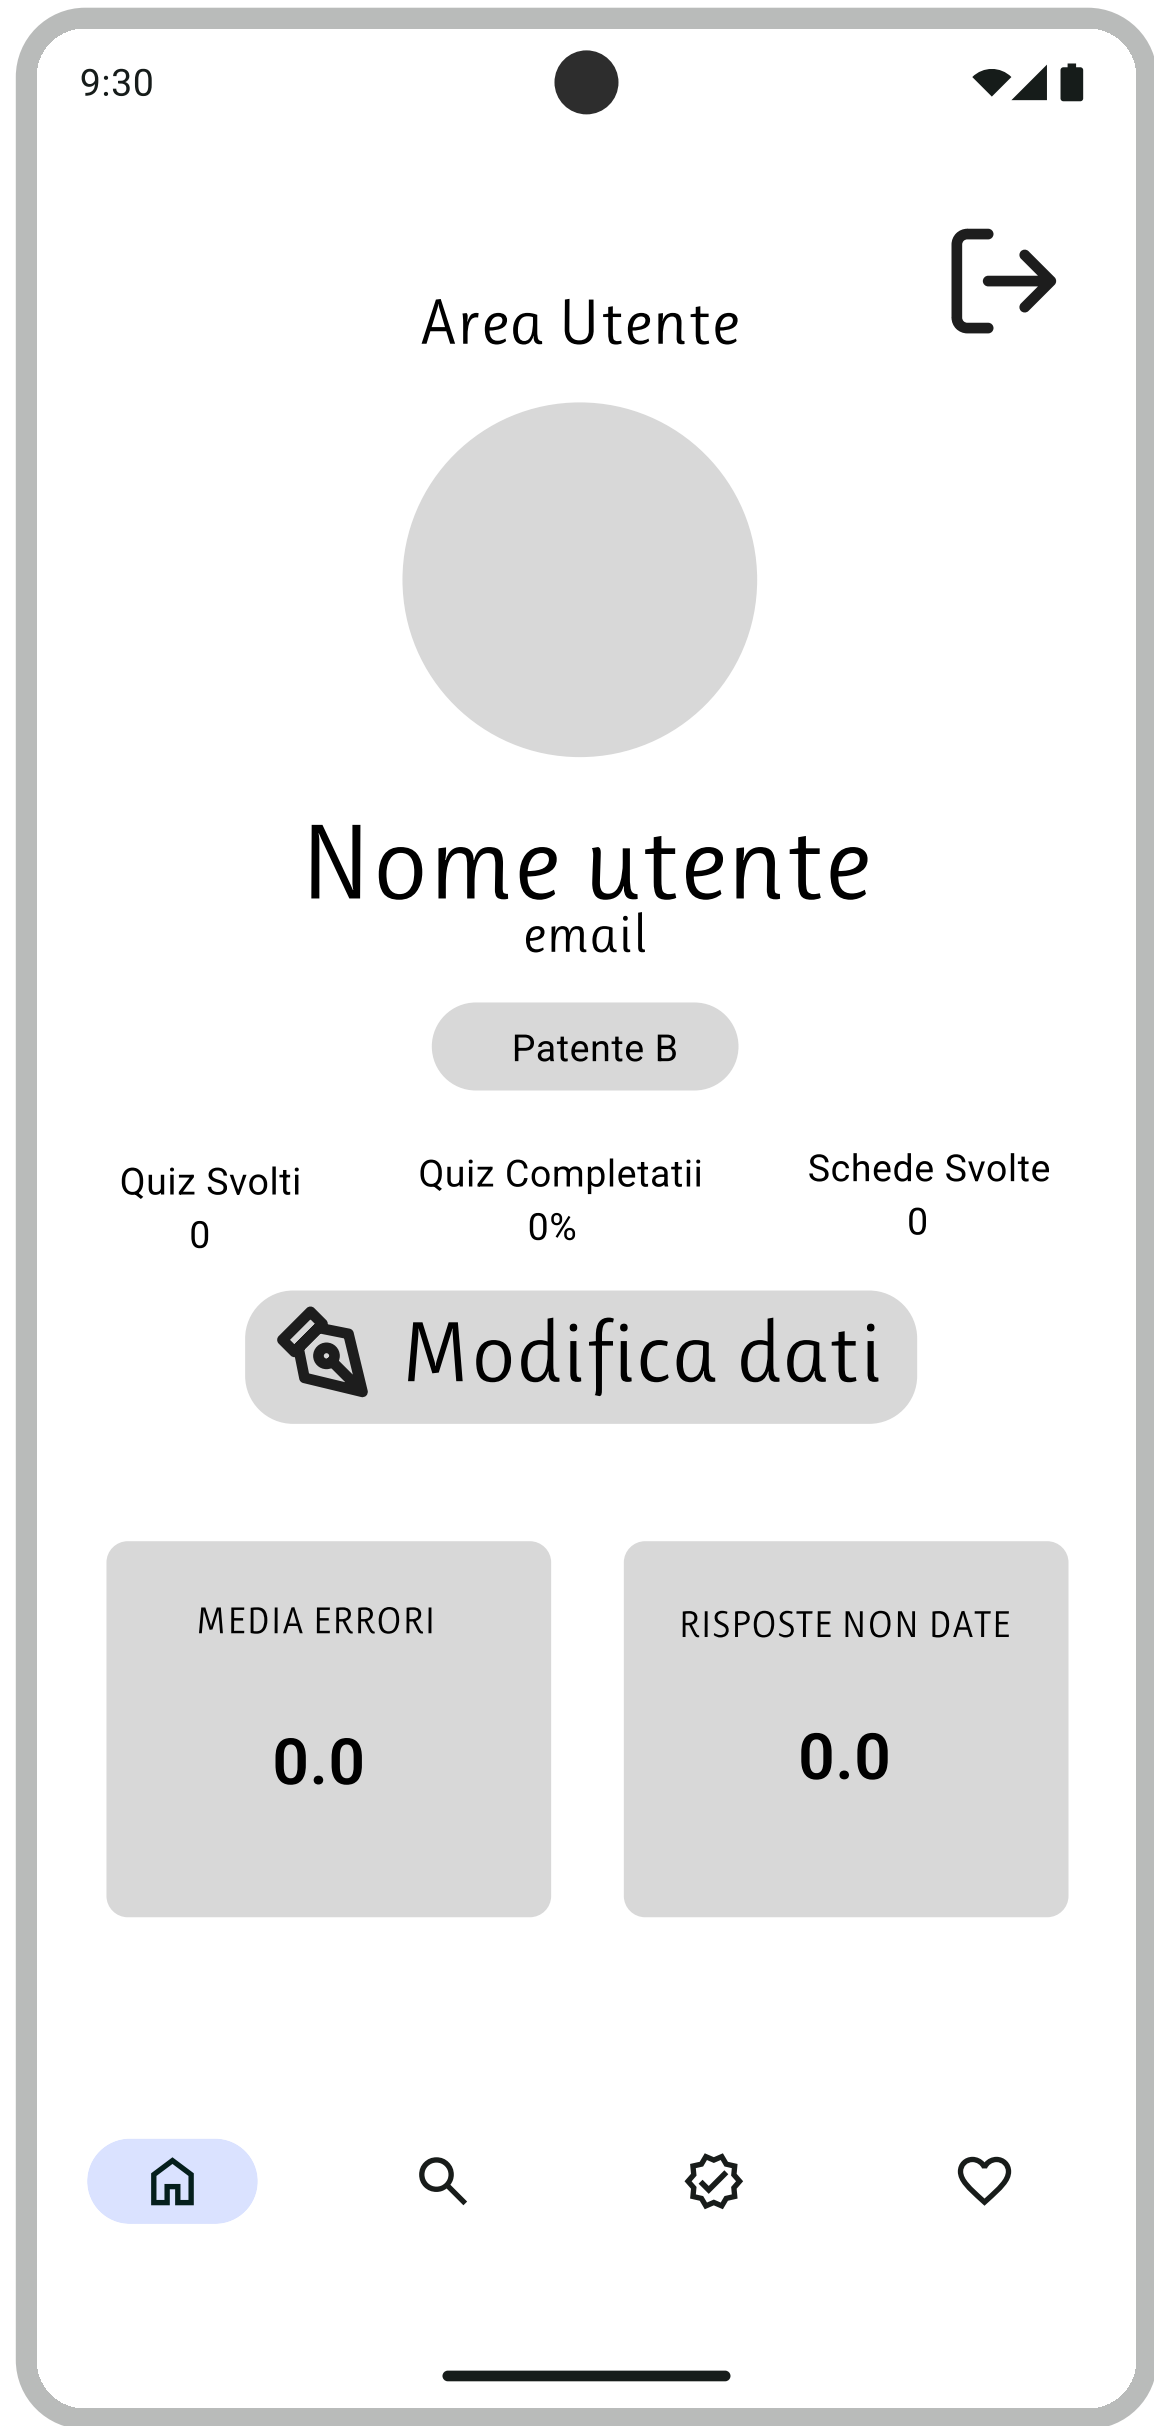 9:30
Area Utente
Nome utente
email
Patente B
Quiz Svolti
0
Quiz Completatii
0%
Schede Svolte
0
Modifica dati
MEDIA ERRORI
0.0
RISPOSTE NON DATE
0.0